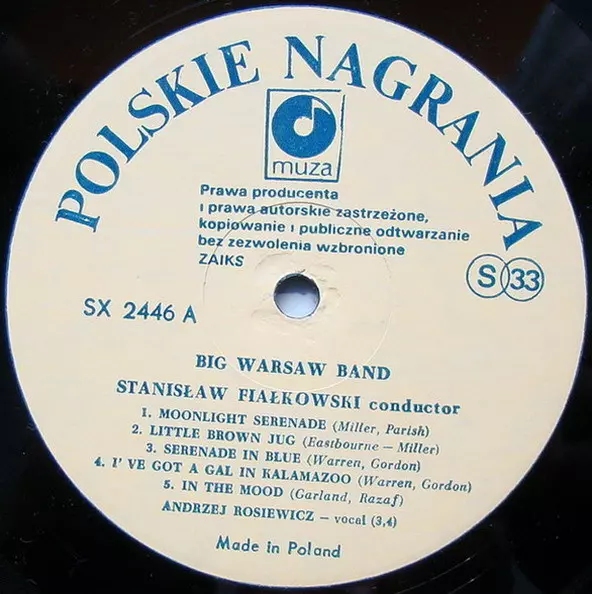 POLSKIE NAGRANIA
muza
Prawa producenta
i prawa autorskie zastrzeżone,
kopiowanie i publiczne odtwarzanie
bez zezwolenia wzbronione
ZAIKS
S 33
SX 2446 A
BIG WARSAW BAND
STANISŁAW FIAŁKOWSKI conductor
1. MOONLIGHT SERENADE (Miller, Parish)
2. LITTLE BROWN JUG (Eastbourne – Miller)
3. SERENADE IN BLUE (Warren, Gordon)
4. I' VE GOT A GAL IN KALAMAZOO (Warren, Gordon)
5. IN THE MOOD (Garland, Razaf)
ANDRZEJ ROSIEWICZ – vocal (3,4)
Made in Poland